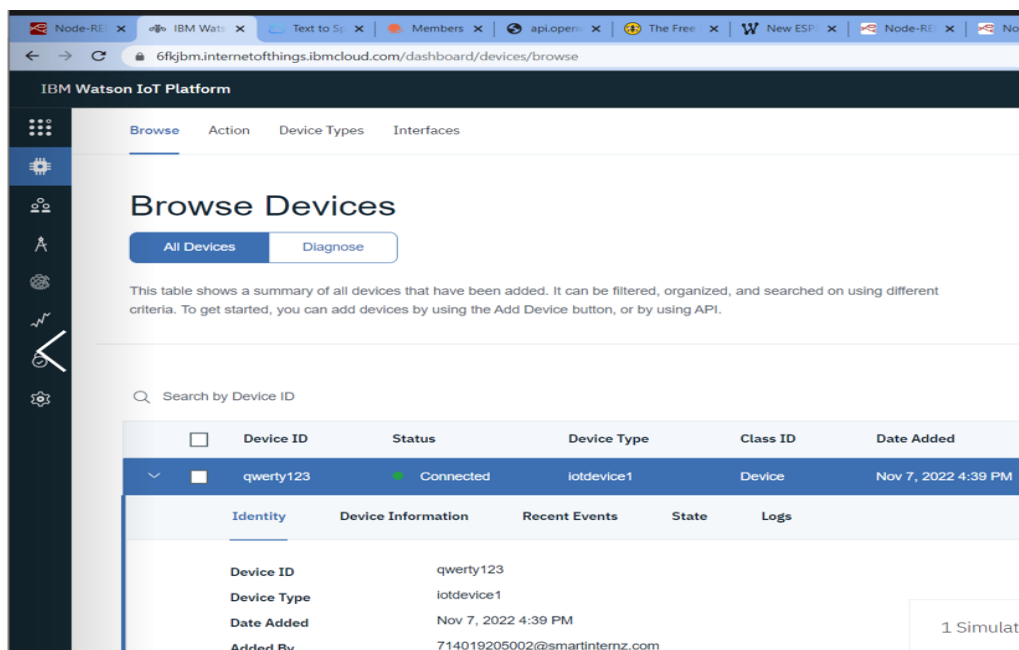 Node-RE IBM Wats Text to Sp Members api.openw The Free New ESP Node-RE No
6fkjbm.internetofthings.ibmcloud.com/dashboard/devices/browse
IBM Watson IoT Platform
Browse Action Device Types Interfaces
Browse Devices
All Devices Diagnose
This table shows a summary of all devices that have been added. It can be filtered, organized, and searched on using different
criteria. To get started, you can add devices by using the Add Device button, or by using API.
Search by Device ID
Device ID Status Device Type Class ID Date Added
qwerty123 Connected iotdevice1 Device Nov 7, 2022 4:39 PM
Identity Device Information Recent Events State Logs
Device ID qwerty123
Device Type iotdevice1
Date Added Nov 7, 2022 4:39 PM
Added By 714019205002@smartinternz.com
1 Simulat